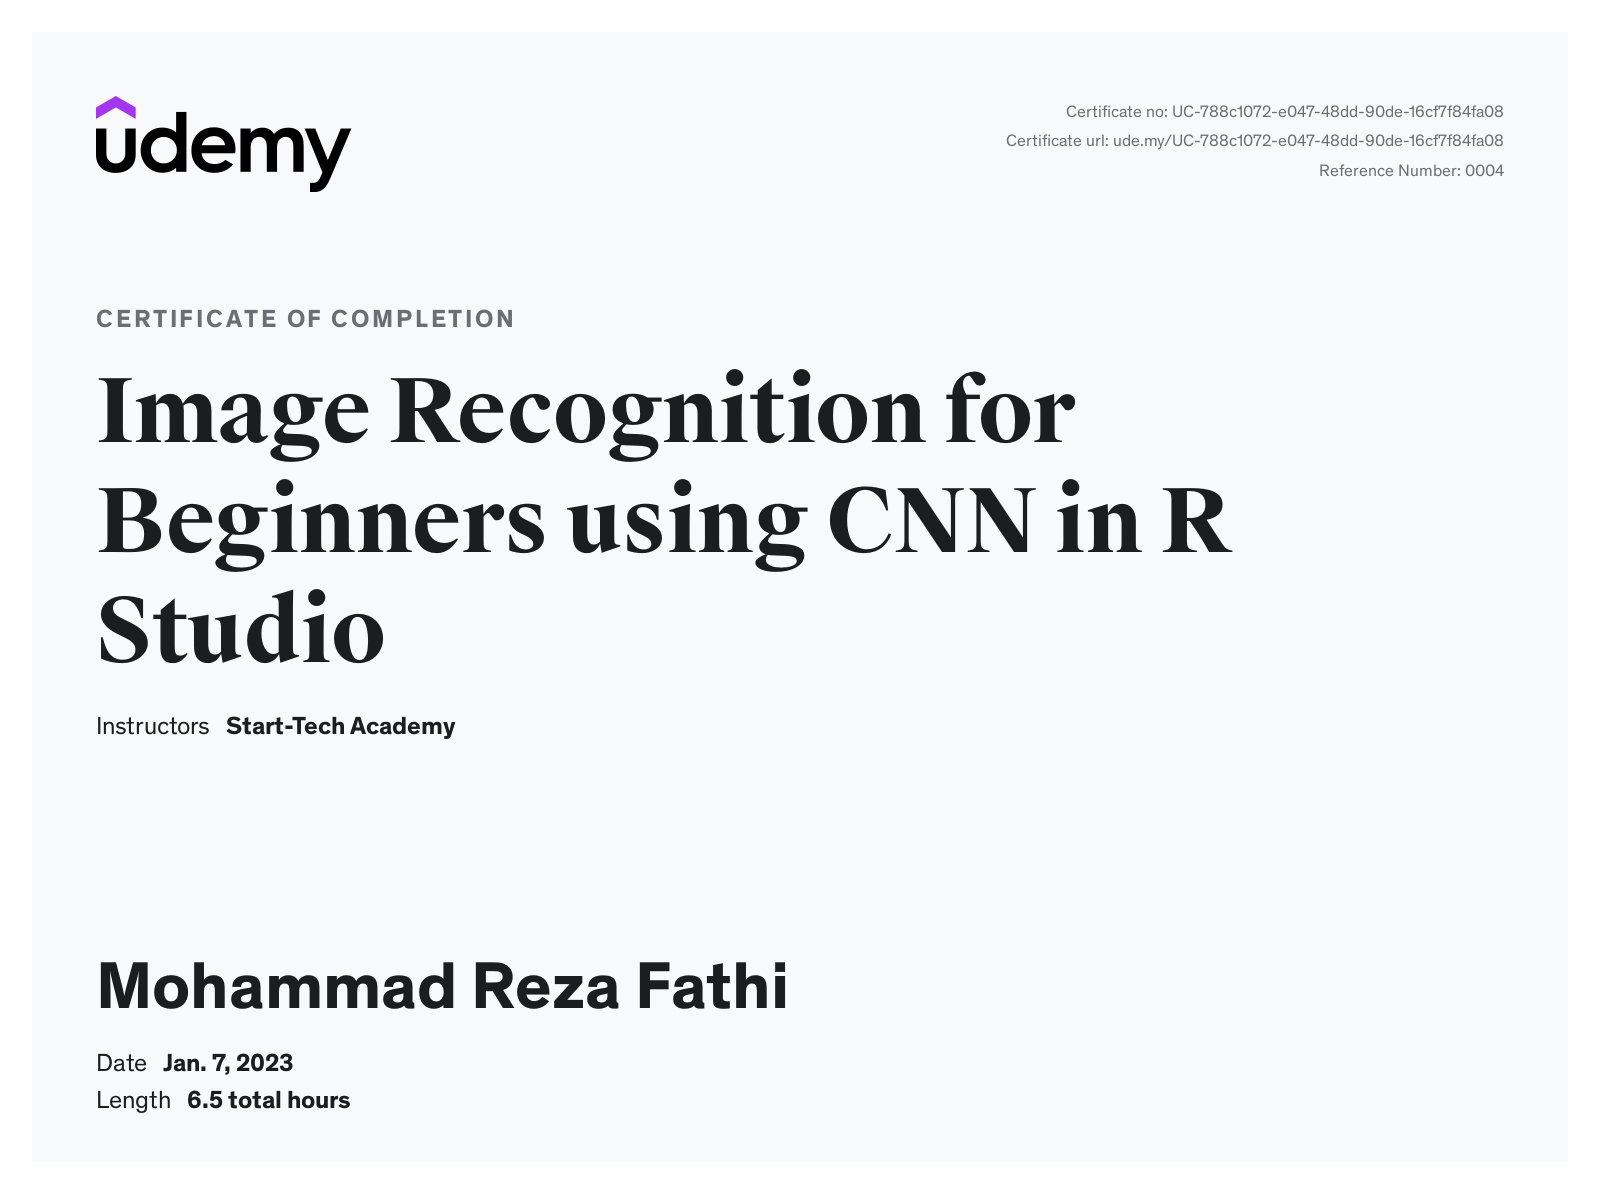 udemy
Certificate no: UC-788c1072-e047-48dd-90de-16cf7f84fa08
Certificate url: ude.my/UC-788c1072-e047-48dd-90de-16cf7f84fa08
Reference Number: 0004
CERTIFICATE OF COMPLETION
Image Recognition for
Beginners using CNN in R
Studio
Instructors Start-Tech Academy
Mohammad Reza Fathi
Date Jan. 7, 2023
Length 6.5 total hours